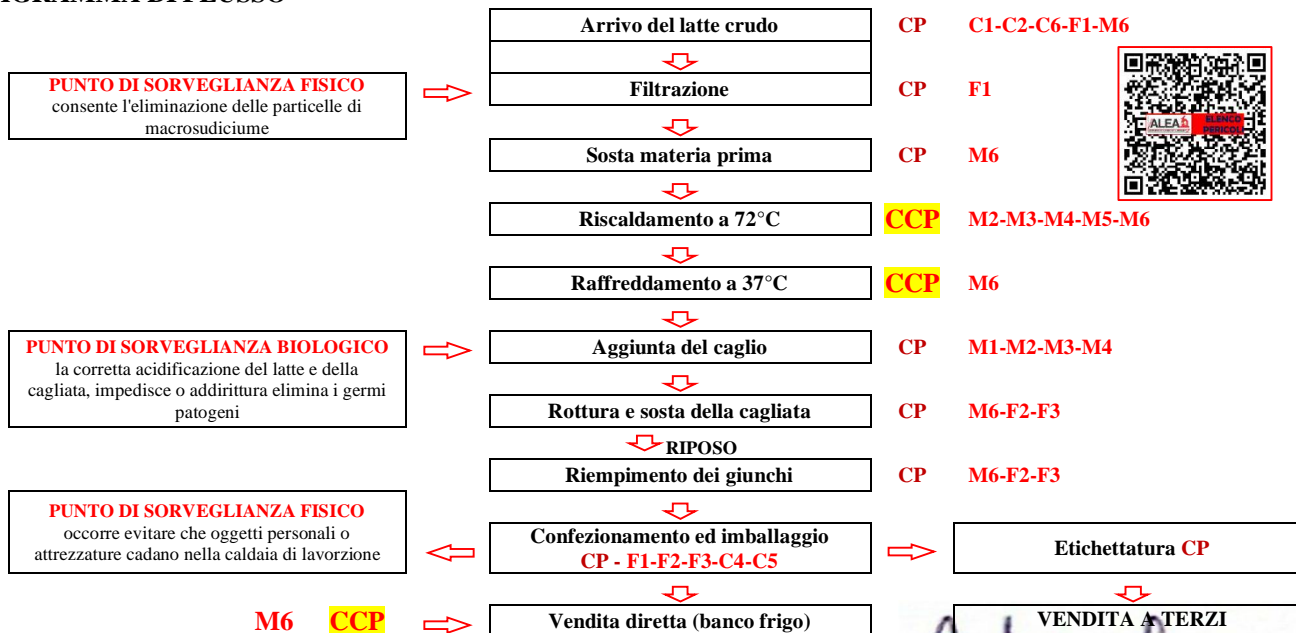 DIAGRAMMA DI FLUSSO
Arrivo del latte crudo CP C1-C2-C6-F1-M6
PUNTO DI SORVEGLIANZA FISICO
consente l'eliminazione delle particelle di
macrosudiciume
Filtrazione CP F1
ALEA ELENCO
PERICOLI
Sosta materia prima CP M6
Riscaldamento a 72°C CCP M2-M3-M4-M5-M6
Raffreddamento a 37°C CCP M6
PUNTO DI SORVEGLIANZA BIOLOGICO
la corretta acidificazione del latte e della
cagliata, impedisce o addirittura elimina i germi
patogeni
Aggiunta del caglio CP M1-M2-M3-M4
Rottura e sosta della cagliata CP M6-F2-F3
RIPOSO
Riempimento dei giunchi CP M6-F2-F3
PUNTO DI SORVEGLIANZA FISICO
occorre evitare che oggetti personali o
attrezzature cadano nella caldaia di lavorzione
Confezionamento ed imballaggio
CP - F1-F2-F3-C4-C5
Etichettatura CP
M6 CCP Vendita diretta (banco frigo)
VENDITA A TERZI